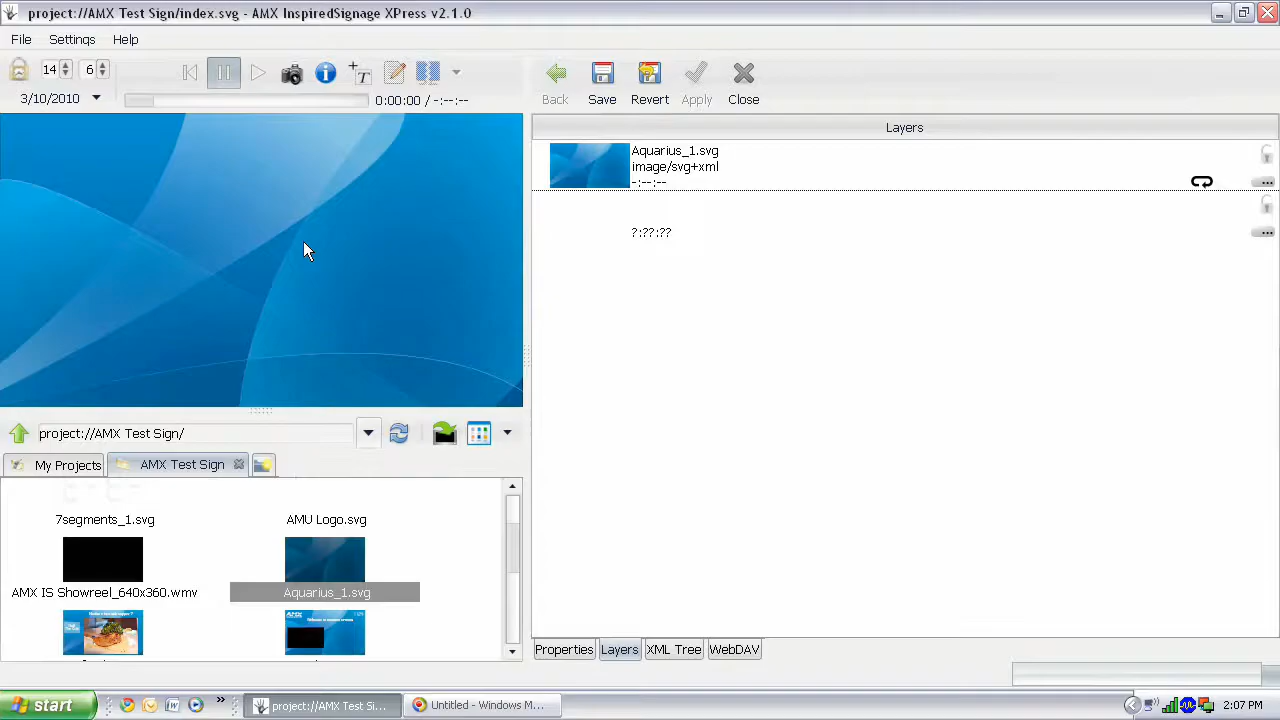 project://AMX Test Sign/index.svg - AMX InspiredSignage XPress v2.1.0
File Settings Help
14 6
3/10/2010
0:00:00 / -:--:--
Back Save Revert Apply Close
Layers
Aquarius_1.svg
image/svg+xml
-:--:--
?:??:??
project://AMX Test Sign/
My Projects AMX Test Sign
7segments_1.svg AMU Logo.svg
AMX IS Showreel_640x360.wmv Aquarius_1.svg
Properties Layers XML Tree WebDAV
start project://AMX Test Si... Untitled - Windows M... 2:07 PM